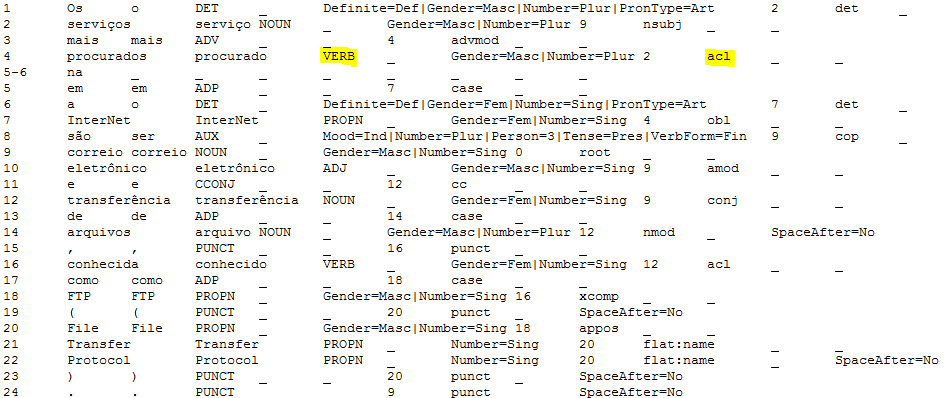 1 Os o DET _ Definite=Def|Gender=Masc|Number=Plur|PronType=Art 2 det _
2 serviços serviço NOUN _ Gender=Masc|Number=Plur 9 nsubj _ _
3 mais mais ADV _ _ 4 advmod _ _
4 procurados procurado VERB _ Gender=Masc|Number=Plur 2 acl _ _
5-6 na _ _ _ _ _ _ _ _
5 em em ADP _ _ 7 case _ _
6 a o DET _ Definite=Def|Gender=Fem|Number=Sing|PronType=Art 7 det _
7 InterNet InterNet PROPN _ Gender=Fem|Number=Sing 4 obl _ _
8 são ser AUX _ Mood=Ind|Number=Plur|Person=3|Tense=Pres|VerbForm=Fin 9 cop _
9 correio correio NOUN _ Gender=Masc|Number=Sing 0 root _ _
10 eletrônico eletrônico ADJ _ Gender=Masc|Number=Sing 9 amod _ _
11 e e CCONJ _ _ 12 cc _ _
12 transferência transferência NOUN _ Gender=Fem|Number=Sing 9 conj _ _
13 de de ADP _ _ 14 case _ _
14 arquivos arquivo NOUN _ Gender=Masc|Number=Plur 12 nmod _ SpaceAfter=No
15 , , PUNCT _ _ 16 punct _ _
16 conhecida conhecido VERB _ Gender=Fem|Number=Sing 12 acl _ _
17 como como ADP _ _ 18 case _ _
18 FTP FTP PROPN _ Gender=Masc|Number=Sing 16 xcomp _ _
19 ( ( PUNCT _ _ 20 punct _ SpaceAfter=No
20 File File PROPN _ Gender=Masc|Number=Sing 18 appos _ _
21 Transfer Transfer PROPN _ Number=Sing 20 flat:name _ _
22 Protocol Protocol PROPN _ Number=Sing 20 flat:name _ SpaceAfter=No
23 ) ) PUNCT _ _ 20 punct _ SpaceAfter=No
24 . . PUNCT _ _ 9 punct _ SpaceAfter=No